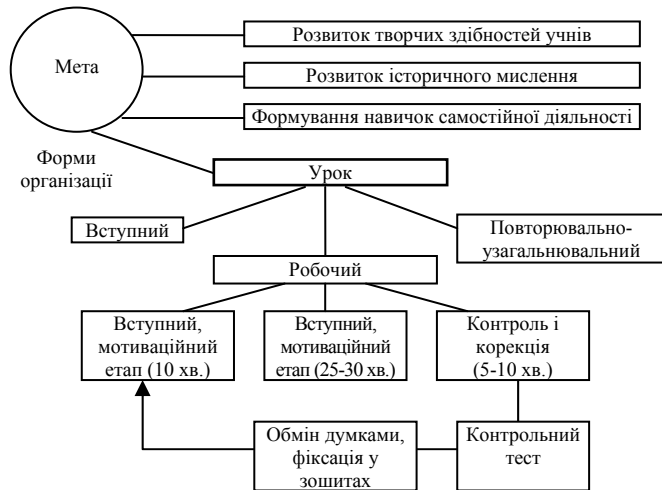 Мета
Розвиток творчих здібностей учнів
Розвиток історичного мислення
Формування навичок самостійної діяльності
Форми
організації
Урок
Вступний
Повторювально-
узагальнювальний
Робочий
Вступний,
мотиваційний
етап (10 хв.)
Вступний,
мотиваційний
етап (25-30 хв.)
Контроль і
корекція
(5-10 хв.)
Обмін думками,
фіксація у
зошитах
Контрольний
тест